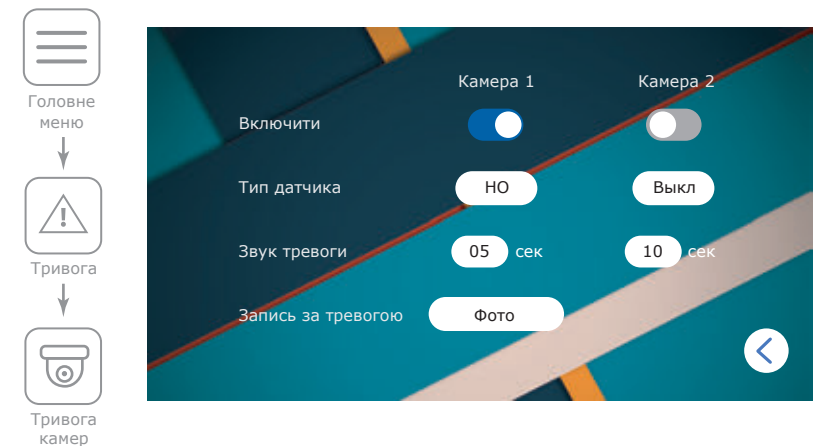 Головне
меню
Тривога
Тривога
камер
Камера 1 Камера 2
Включити
Тип датчика НО Выкл
Звук тревоги 05 сек 10 сек
Запись за тревогою Фото